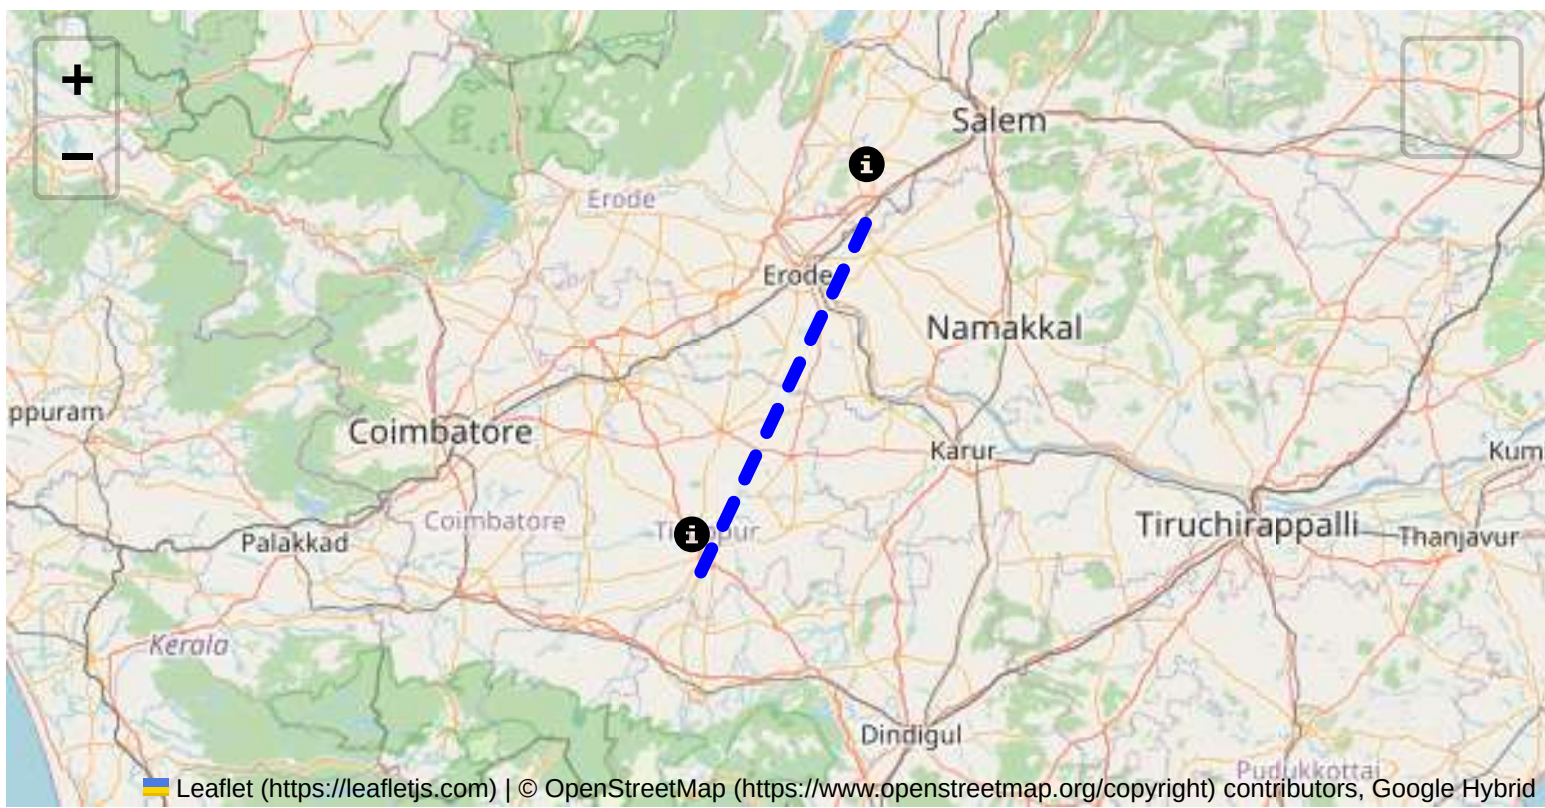 +
−
Salem
Erode
Erode
Namakkal
ppuram
Coimbatore
Karur
Kum
Coimbatore
Tiruchirappalli
Thanjavur
Palakkad
Kerala
Dindigul
Pudukkottai
Leaflet (https://leafletjs.com) | © OpenStreetMap (https://www.openstreetmap.org/copyright) contributors, Google Hybrid